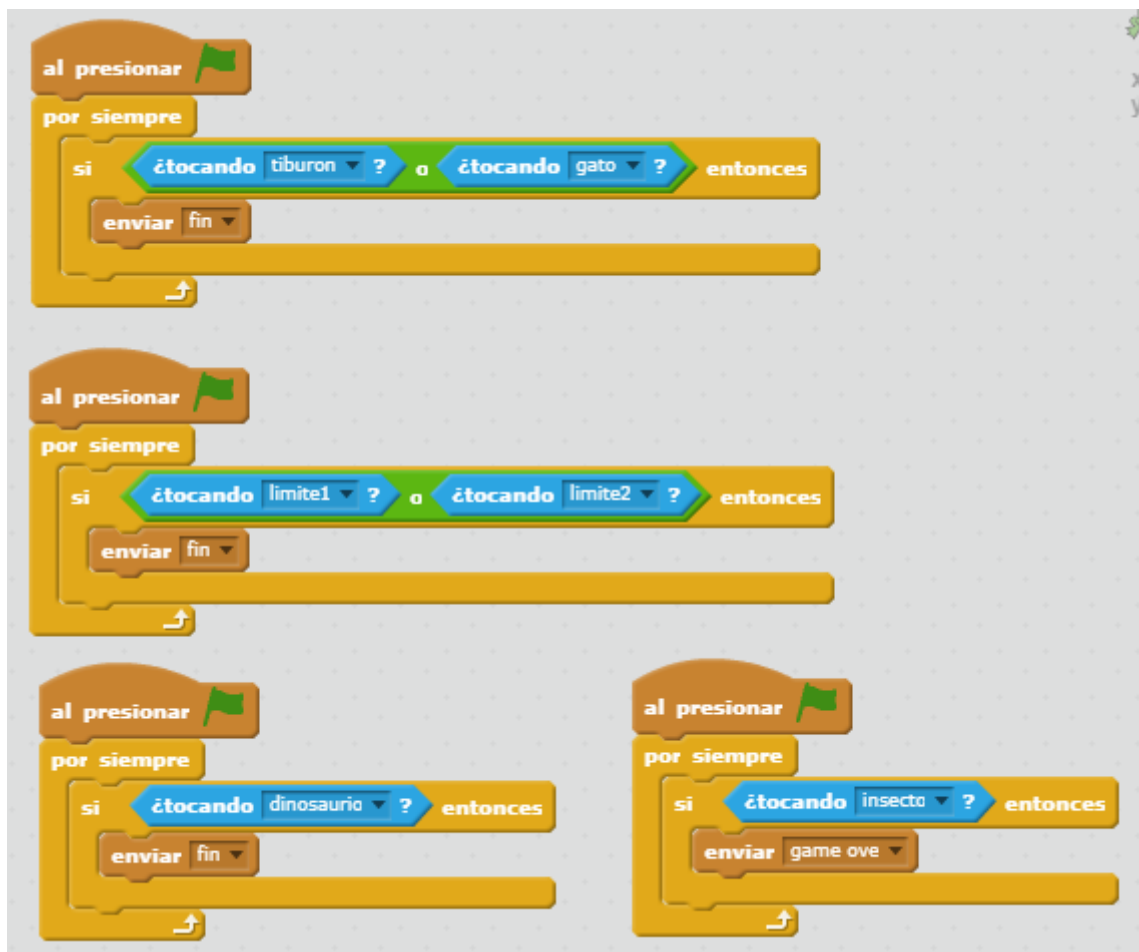 al presionar
por siempre
si ¿tocando tiburon ? o ¿tocando gato ? entonces
enviar fin
al presionar
por siempre
si ¿tocando limite1 ? o ¿tocando limite2 ? entonces
enviar fin
al presionar
por siempre
si ¿tocando dinosaurio ? entonces
enviar fin
al presionar
por siempre
si ¿tocando insecto ? entonces
enviar game ove
x
y